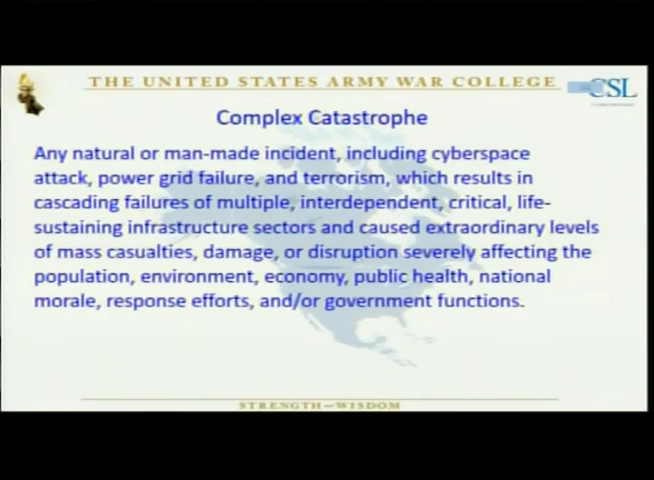 THE UNITED STATES ARMY WAR COLLEGE
CSL
Complex Catastrophe
Any natural or man-made incident, including cyberspace
attack, power grid failure, and terrorism, which results in
cascading failures of multiple, interdependent, critical, life-
sustaining infrastructure sectors and caused extraordinary levels
of mass casualties, damage, or disruption severely affecting the
population, environment, economy, public health, national
morale, response efforts, and/or government functions.
STRENGTH—WISDOM